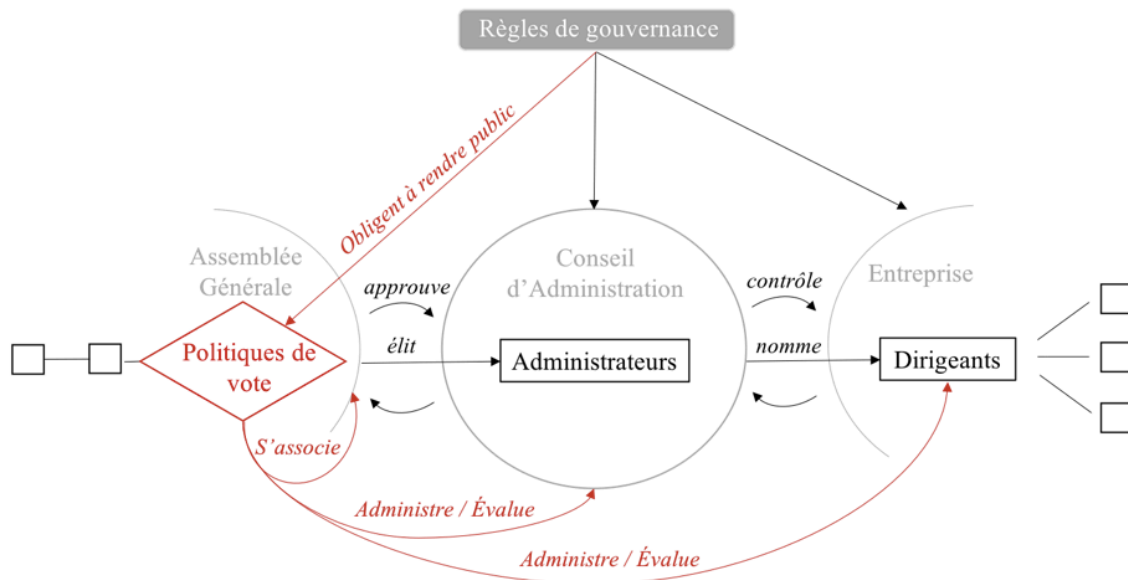 Règles de gouvernance
Obligent à rendre public
Assemblée
Générale
Conseil
d’Administration
Entreprise
approuve
contrôle
Politiques de
vote
élit
Administrateurs
nomme
Dirigeants
S’associe
Administre / Évalue
Administre / Évalue